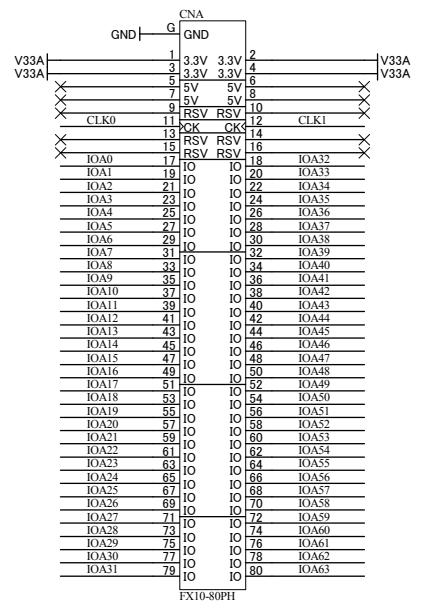 CNA
GND G GND
V33A 1 3.3V 3.3V 2 V33A
V33A 3 3.3V 3.3V 4 V33A
5 5V 5V 6
7 5V 5V 8
9 RSV RSV 10
CLK0 11 CK CK 12 CLK1
13 RSV RSV 14
15 RSV RSV 16
IOA0 17 IO IO 18 IOA32
IOA1 19 IO IO 20 IOA33
IOA2 21 IO IO 22 IOA34
IOA3 23 IO IO 24 IOA35
IOA4 25 IO IO 26 IOA36
IOA5 27 IO IO 28 IOA37
IOA6 29 IO IO 30 IOA38
IOA7 31 IO IO 32 IOA39
IOA8 33 IO IO 34 IOA40
IOA9 35 IO IO 36 IOA41
IOA10 37 IO IO 38 IOA42
IOA11 39 IO IO 40 IOA43
IOA12 41 IO IO 42 IOA44
IOA13 43 IO IO 44 IOA45
IOA14 45 IO IO 46 IOA46
IOA15 47 IO IO 48 IOA47
IOA16 49 IO IO 50 IOA48
IOA17 51 IO IO 52 IOA49
IOA18 53 IO IO 54 IOA50
IOA19 55 IO IO 56 IOA51
IOA20 57 IO IO 58 IOA52
IOA21 59 IO IO 60 IOA53
IOA22 61 IO IO 62 IOA54
IOA23 63 IO IO 64 IOA55
IOA24 65 IO IO 66 IOA56
IOA25 67 IO IO 68 IOA57
IOA26 69 IO IO 70 IOA58
IOA27 71 IO IO 72 IOA59
IOA28 73 IO IO 74 IOA60
IOA29 75 IO IO 76 IOA61
IOA30 77 IO IO 78 IOA62
IOA31 79 IO IO 80 IOA63
FX10-80PH